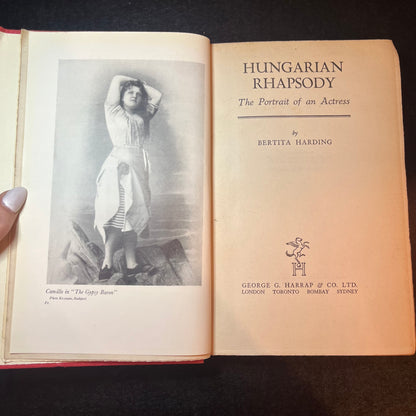 Camilla in "The Gypsy Baron"
HUNGARIAN
RHAPSODY
The Portrait of an Actress
by
BERTITA HARDING
H
GEORGE G. HARRAP & CO. LTD.
LONDON TORONTO BOMBAY SYDNEY